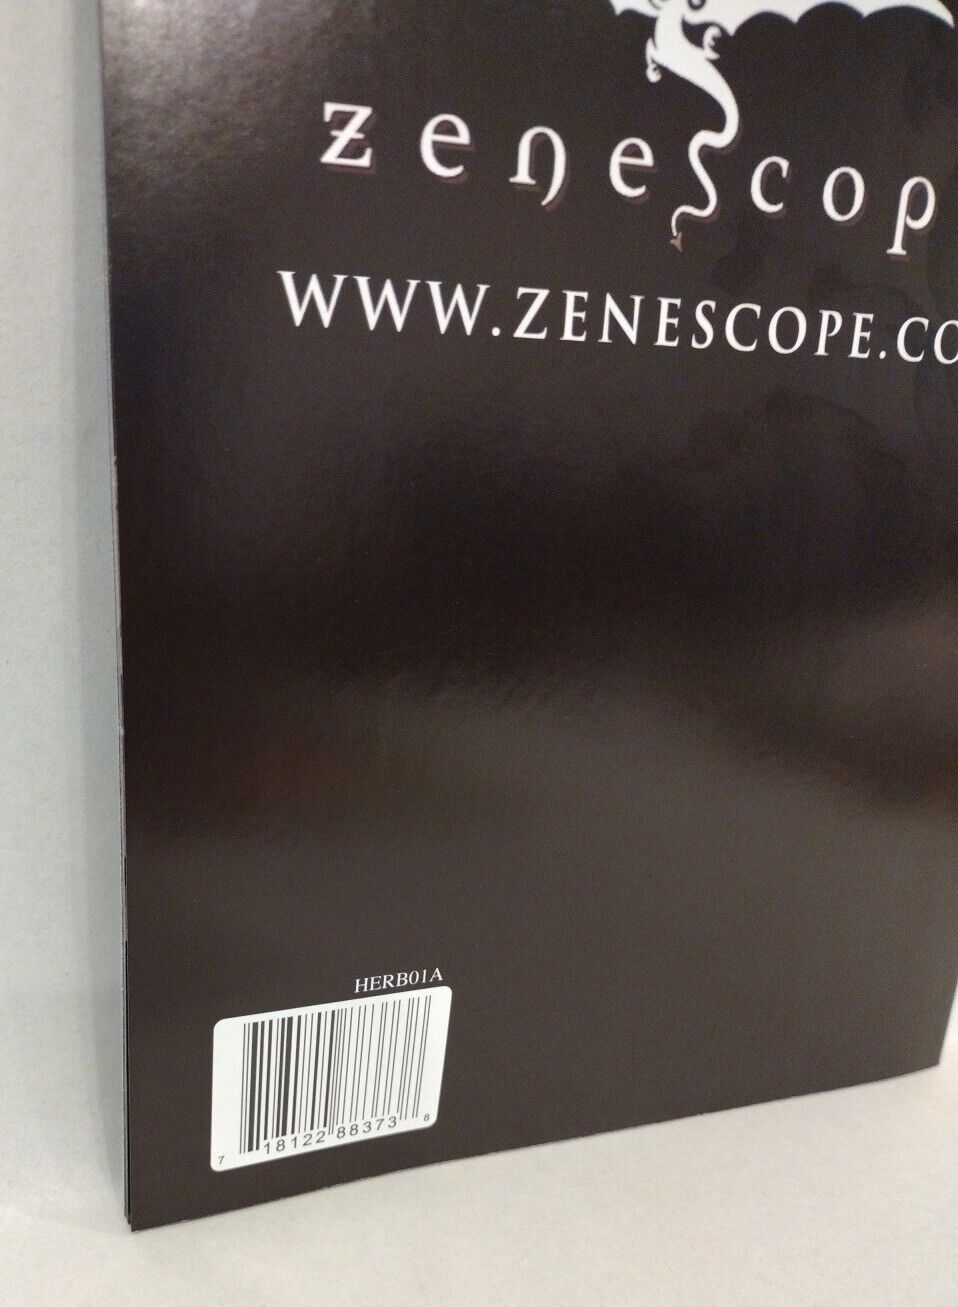 zenescop
WWW.ZENESCOPE.CO
HERB01A
7 18122 88373 8